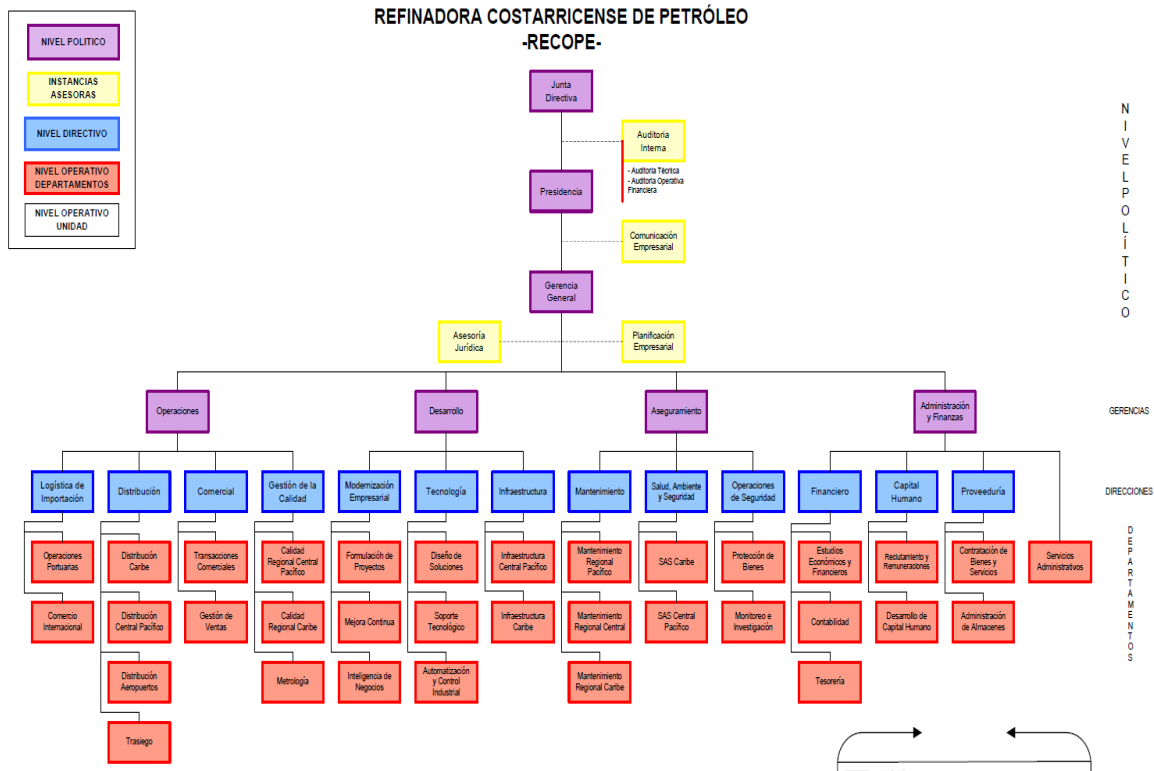 REFINADORA COSTARRICENSE DE PETRÓLEO
-RECOPE-
NIVEL POLITICO
INSTANCIAS
ASESORAS
NIVEL DIRECTIVO
NIVEL OPERATIVO
DEPARTAMENTOS
NIVEL OPERATIVO
UNIDAD
Junta
Directiva
Auditoria
Interna
- Auditoría Técnica
- Auditoria Operativa
Financiera
Presidencia
Comunicación
Empresarial
Gerencia
General
Asesoría
Jurídica
Planificación
Empresarial
NIVEL POLÍTICO
Operaciones
Desarrollo
Aseguramiento
Administración
y Finanzas
GERENCIAS
Logística de
Importación
Distribución
Comercial
Gestión de la
Calidad
Modernización
Empresarial
Tecnología
Infraestructura
Mantenimiento
Salud, Ambiente
y Seguridad
Operaciones
de Seguridad
Financiero
Capital
Humano
Proveeduría
DIRECCIONES
Operaciones
Portuarias
Distribución
Caribe
Transacciones
Comerciales
Calidad
Regional Central
Pacífico
Formulación de
Proyectos
Diseño de
Soluciones
Infraestructura
Central Pacífico
Mantenimiento
Regional
Pacífico
SAS Caribe
Protección de
Bienes
Estudios
Económicos y
Financieros
Reclutamiento y
Remuneraciones
Contratación de
Bienes y
Servicios
Servicios
Administrativos
DEPARTAMENTOS
Comercio
Internacional
Distribución
Central Pacífico
Gestión de
Ventas
Calidad
Regional Caribe
Mejora Continua
Soporte
Tecnológico
Infraestructura
Caribe
Mantenimiento
Regional Central
SAS Central
Pacífico
Monitoreo e
Investigación
Contabilidad
Desarrollo de
Capital Humano
Administración
de Almacenes
Distribución
Aeropuertos
Metrología
Inteligencia de
Negocios
Automatización
y Control
Industrial
Mantenimiento
Regional Caribe
Tesorería
Trasiego